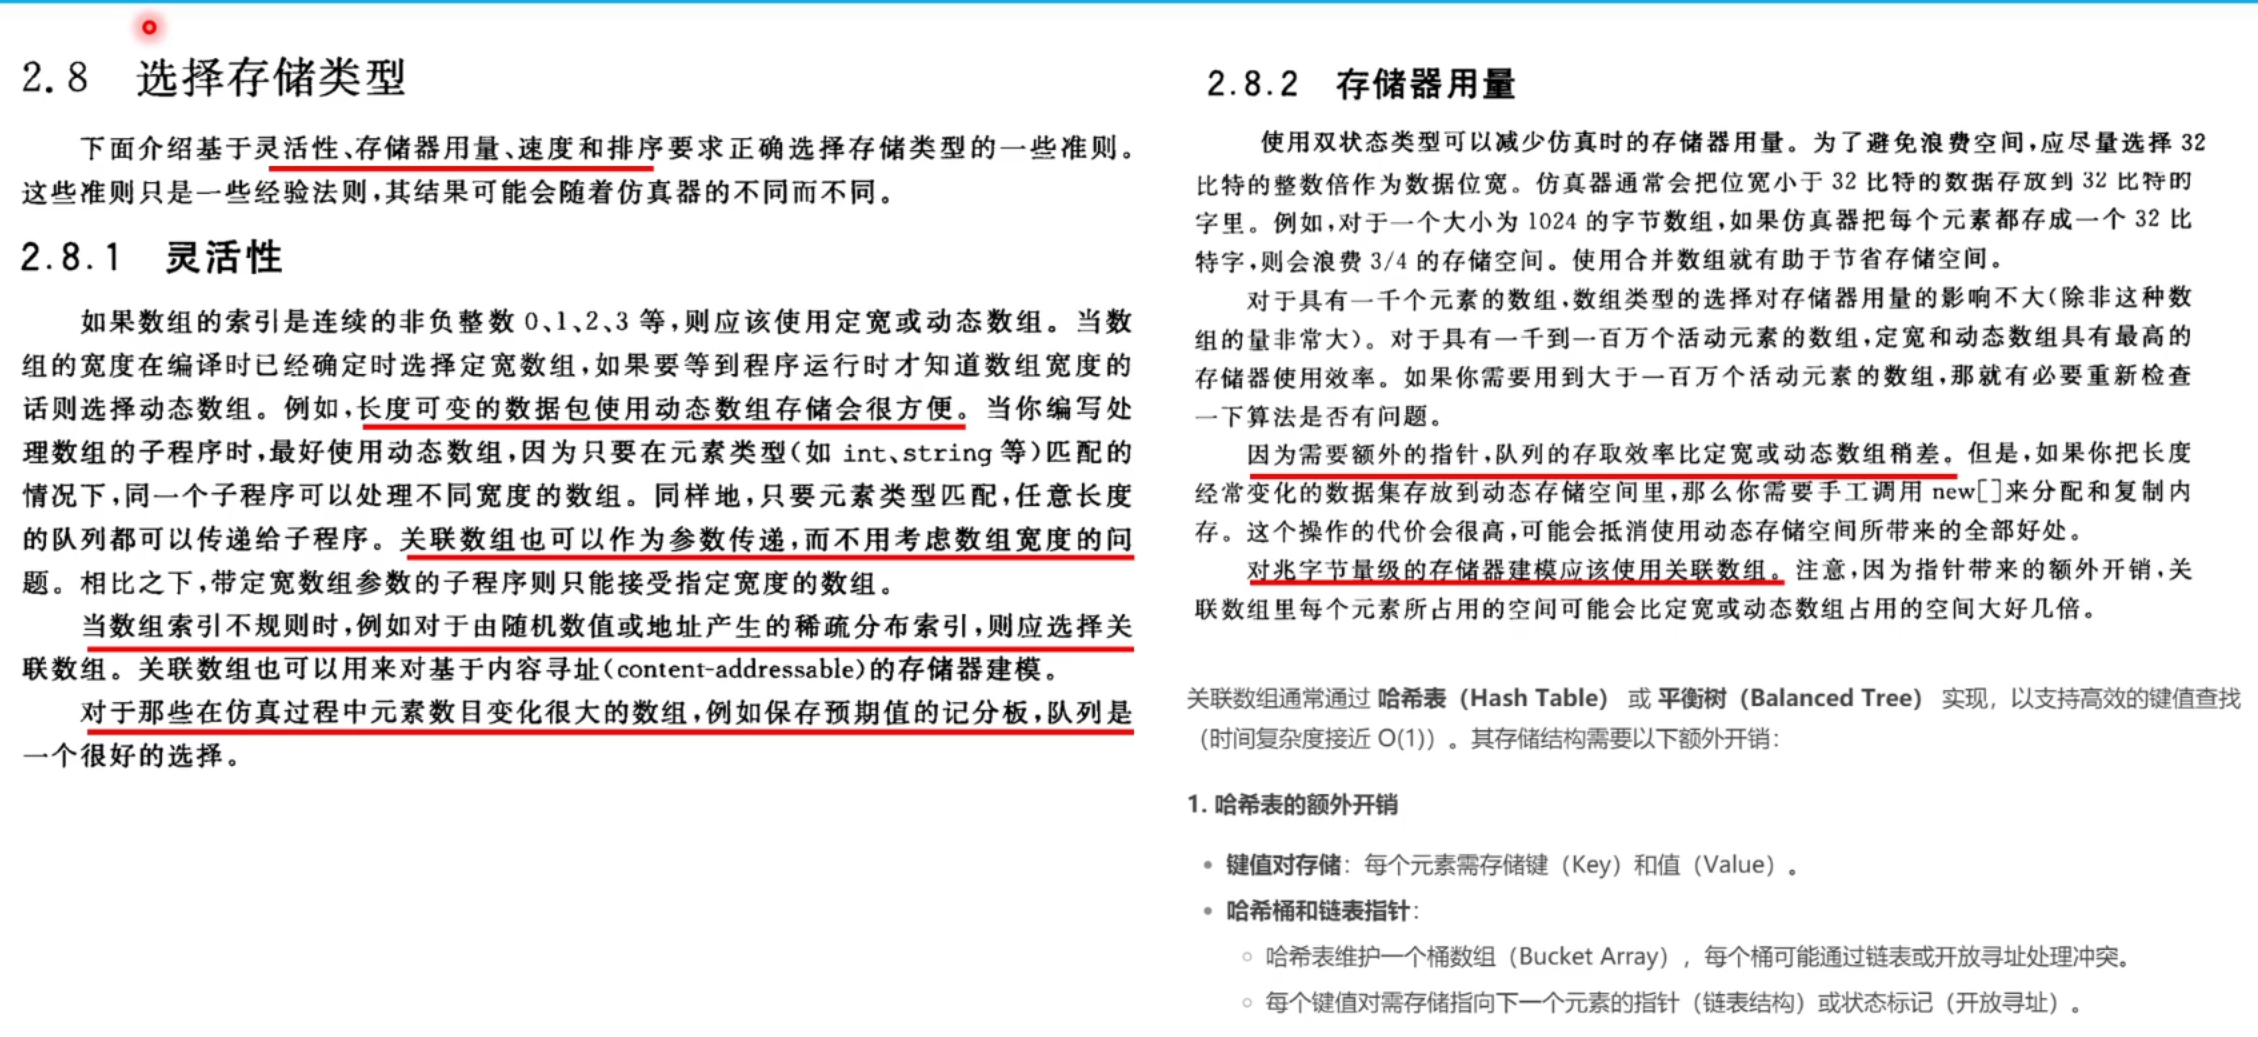 2.8 选择存储类型
下面介绍基于灵活性、存储器用量、速度和排序要求正确选择存储类型的一些准则。
这些准则只是一些经验法则,其结果可能会随着仿真器的不同而不同。
2.8.1 灵活性
如果数组的索引是连续的非负整数 0、1、2、3 等,则应该使用定宽或动态数组。当数
组的宽度在编译时已经确定时选择定宽数组,如果要等到程序运行时才知道数组宽度的
话则选择动态数组。例如,长度可变的数据包使用动态数组存储会很方便。当你编写处
理数组的子程序时,最好使用动态数组,因为只要在元素类型(如 int、string 等)匹配的
情况下,同一个子程序可以处理不同宽度的数组。同样地,只要元素类型匹配,任意长度
的队列都可以传递给子程序。关联数组也可以作为参数传递,而不用考虑数组宽度的问
题。相比之下,带定宽数组参数的子程序则只能接受指定宽度的数组。
当数组索引不规则时,例如对于由随机数值或地址产生的稀疏分布索引,则应选择关
联数组。关联数组也可以用来对基于内容寻址(content-addressable)的存储器建模。
对于那些在仿真过程中元素数目变化很大的数组,例如保存预期值的记分板,队列是
一个很好的选择。
2.8.2 存储器用量
使用双状态类型可以减少仿真时的存储器用量。为了避免浪费空间,应尽量选择 32
比特的整数倍作为数据位宽。仿真器通常会把位宽小于 32 比特的数据存放到 32 比特的
字里。例如,对于一个大小为 1024 的字节数组,如果仿真器把每个元素都存成一个 32 比
特字,则会浪费 3/4 的存储空间。使用合并数组就有助于节省存储空间。
对于具有一千个元素的数组,数组类型的选择对存储器用量的影响不大(除非这种数
组的量非常大)。对于具有一千到一百万个活动元素的数组,定宽和动态数组具有最高的
存储器使用效率。如果你需要用到大于一百万个活动元素的数组,那就有必要重新检查
一下算法是否有问题。
因为需要额外的指针,队列的存取效率比定宽或动态数组稍差。但是,如果你把长度
经常变化的数据集存放到动态存储空间里,那么你需要手工调用 new[]来分配和复制内
存。这个操作的代价会很高,可能会抵消使用动态存储空间所带来的全部好处。
对兆字节量级的存储器建模应该使用关联数组。注意,因为指针带来的额外开销,关
联数组里每个元素所占用的空间可能会比定宽或动态数组占用的空间大好几倍。
关联数组通常通过 哈希表（Hash Table） 或 平衡树（Balanced Tree） 实现，以支持高效的键值查找
（时间复杂度接近 O(1)）。其存储结构需要以下额外开销：
1. 哈希表的额外开销
• 键值对存储：每个元素需存储键（Key）和值（Value）。
• 哈希桶和链表指针：
○ 哈希表维护一个桶数组（Bucket Array），每个桶可能通过链表或开放寻址处理冲突。
○ 每个键值对需存储指向下一个元素的指针（链表结构）或状态标记（开放寻址）。